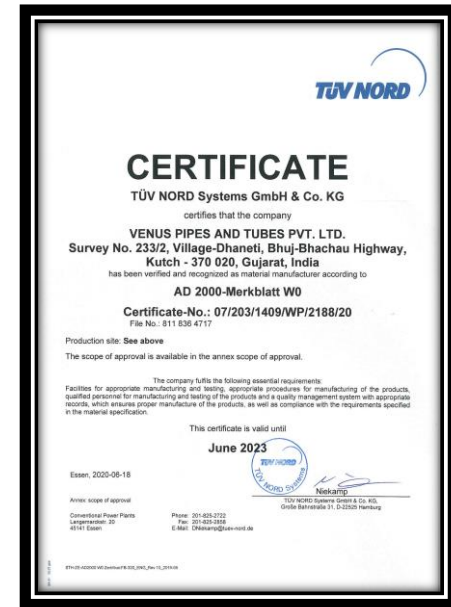 TÜV NORD
CERTIFICATE
TÜV NORD Systems GmbH & Co. KG
certifies that the company
VENUS PIPES AND TUBES PVT. LTD.
Survey No. 233/2, Village-Dhaneti, Bhuj-Bhachau Highway,
Kutch - 370 020, Gujarat, India
has been verified and recognized as material manufacturer according to
AD 2000-Merkblatt W0
Certificate-No.: 07/203/1409/WP/2188/20
File No.: 811 836 4717
Production site: See above
The scope of approval is available in the annex scope of approval.
The company fulfils the following essential requirements:
Facilities for appropriate manufacturing and testing, appropriate procedures for manufacturing of the products,
qualified personnel for manufacturing and testing of the products and a quality management system with appropriate
records, which ensures proper manufacture of the products, as well as compliance with the requirements specified
in the material specification.
This certificate is valid until
June 2023
TÜV NORD
TÜV NORD Systems
Essen, 2020-06-18
Niekamp
Annex: scope of approval
TÜV NORD Systems GmbH & Co. KG,
Große Bahnstraße 31, D-22525 Hamburg
Conventional Power Plants
Langemarckstr. 20
45141 Essen
Phone: 201-825-2722
Fax: 201-825-2858
E-Mail: DNiekamp@tuev-nord.de